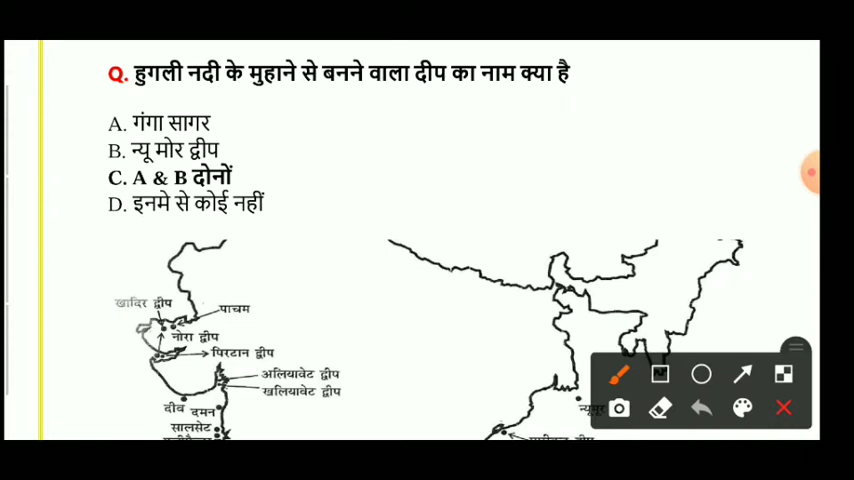 Q. हुगली नदी के मुहाने से बनने वाला दीप का नाम क्या है
A. गंगा सागर
B. न्यू मोर द्वीप
C. A & B दोनों
D. इनमे से कोई नहीं
खादिर द्वीप
पाचम
नोरा द्वीप
पिरटान द्वीप
अलियावेट द्वीप
खलियावेट द्वीप
दीव
दमन
न्यूमूर
सालसेट